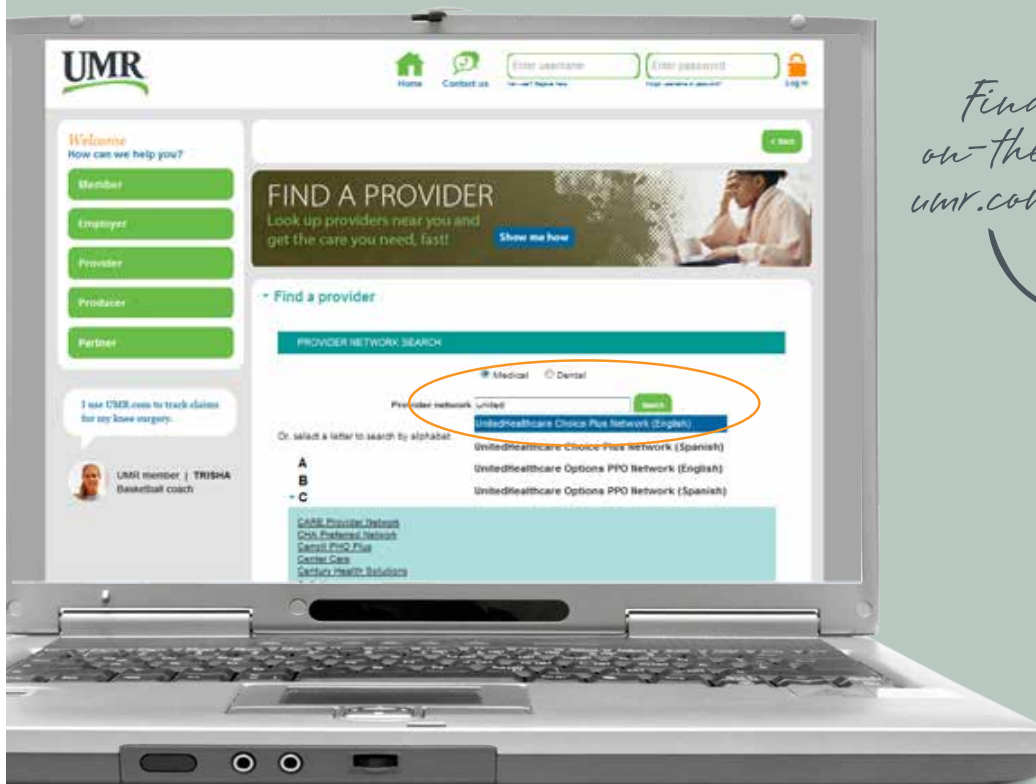 UMR
Home
Contact us
Enter username
Enter password
Log in
Find
on-the
umr.com
Welcome
How can we help you?
< Back
Member
Employer
Provider
Producer
Partner
FIND A PROVIDER
Look up providers near you and
get the care you need, fast!
Show me how
Find a provider
PROVIDER NETWORK SEARCH
Medical
Dental
Provider network
united
Search
UnitedHealthcare Choice Plus Network (English)
UnitedHealthcare Choice Plus Network (Spanish)
UnitedHealthcare Options PPO Network (English)
UnitedHealthcare Options PPO Network (Spanish)
Or, select a letter to search by alphabet
A
B
C
CARE Provider Network
CHA Preferred Network
Carroll PHO Plus
Center Care
Century Health Solutions
I use UMR.com to track claims
for my knee surgery.
UMR member | TRISHA
Basketball coach